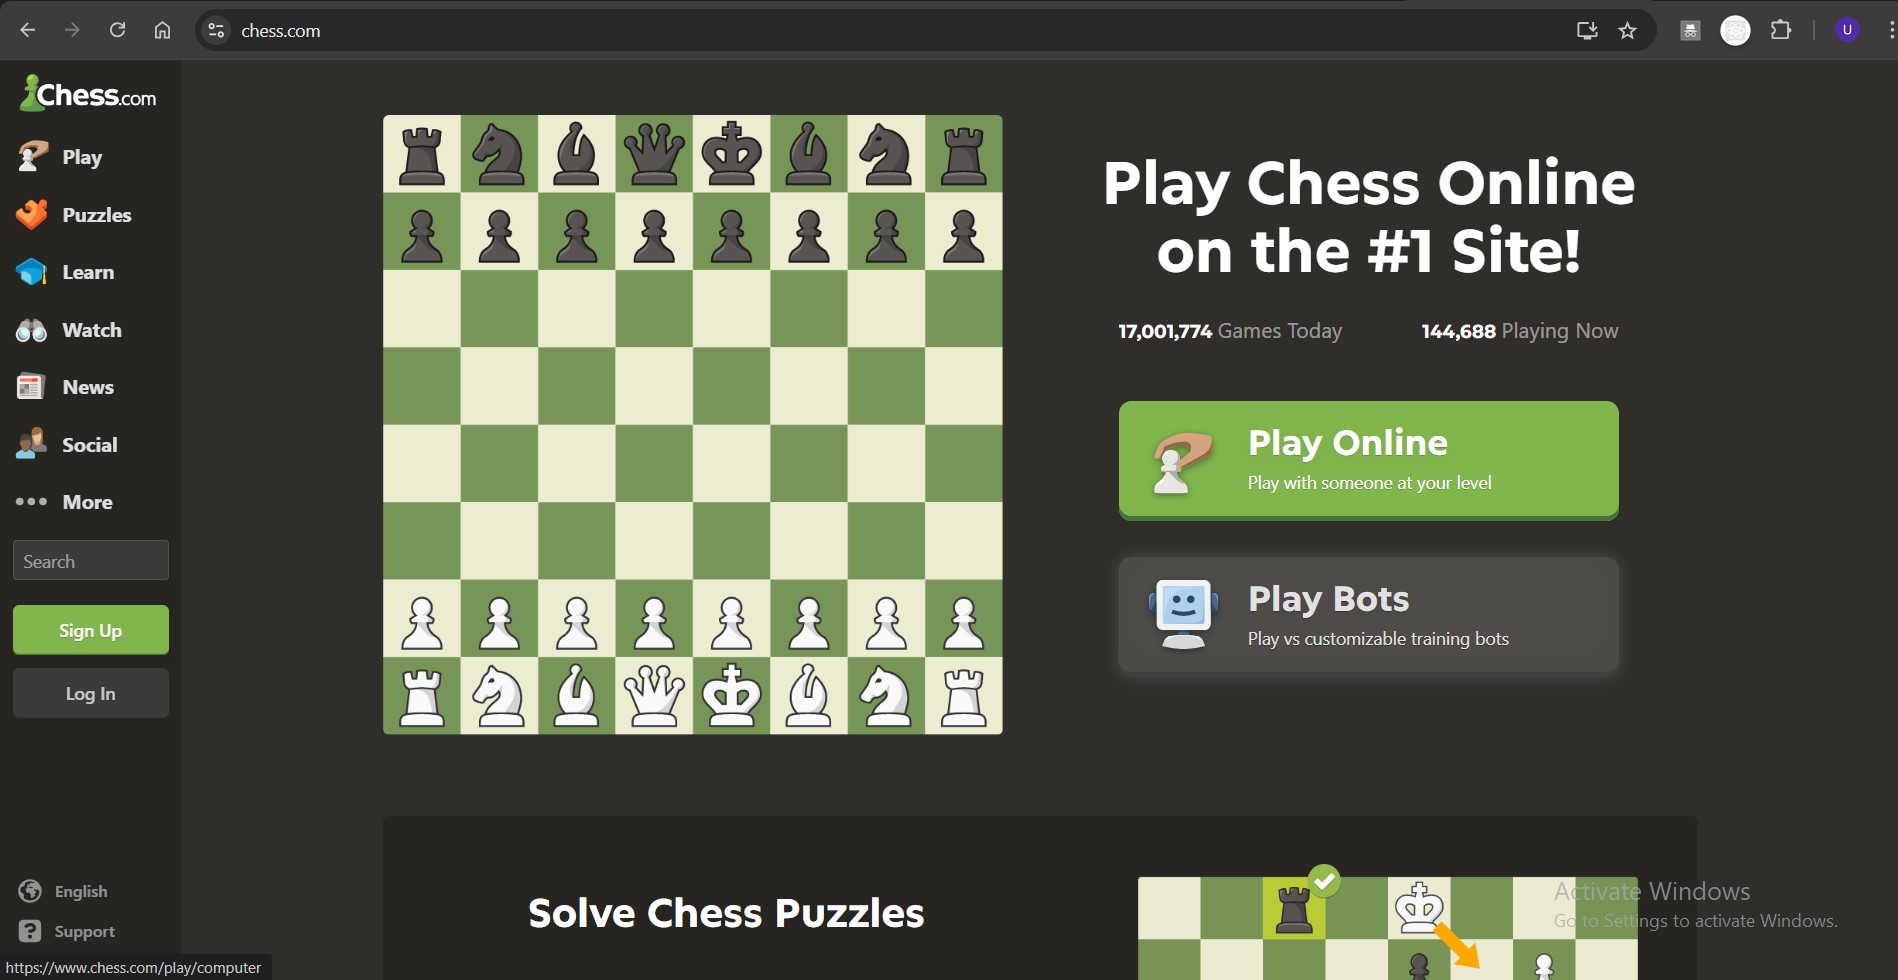 chess.com
U
Chess.com
Play
Puzzles
Learn
Watch
News
Social
More
Search
Sign Up
Log In
English
Support
https://www.chess.com/play/computer
Play Chess Online
on the #1 Site!
17,001,774 Games Today
144,688 Playing Now
Play Online
Play with someone at your level
Play Bots
Play vs customizable training bots
Solve Chess Puzzles
Activate Windows
Go to Settings to activate Windows.